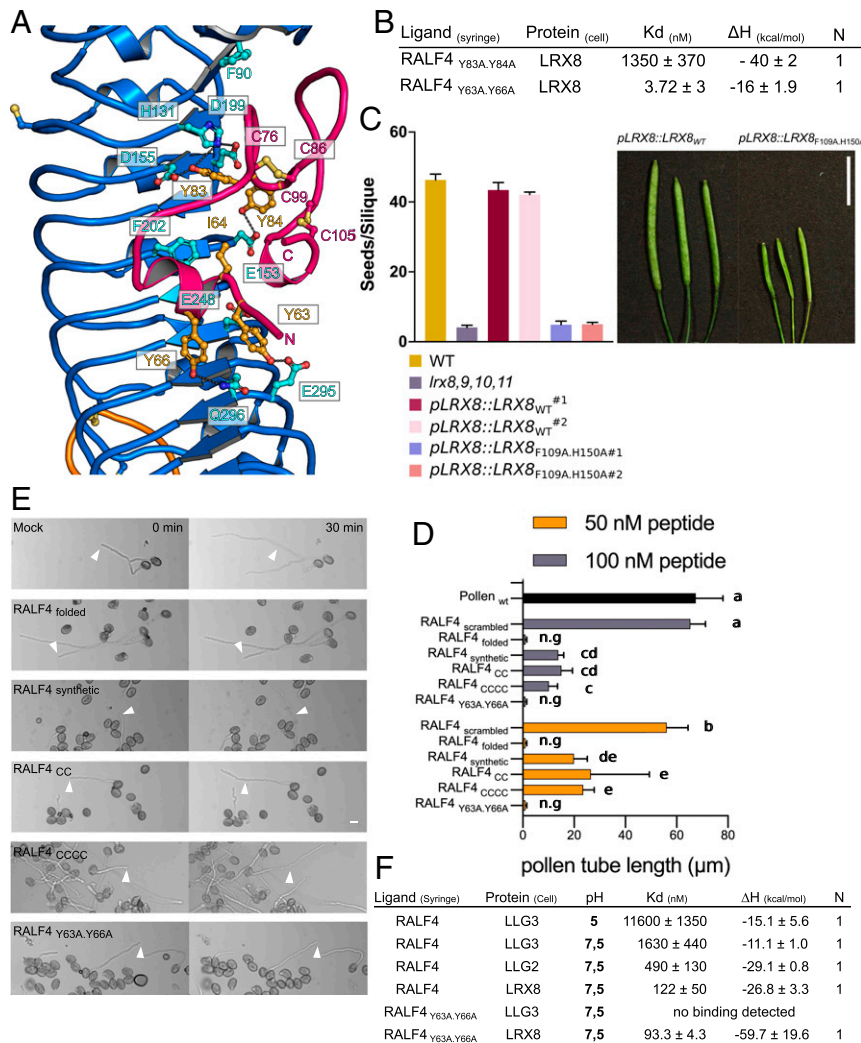 A
F90
H131
D199
C76
C86
D155
Y83
C99
F202
I64
Y84
C105
C
E153
E248
Y63
N
Y66
E295
Q296
B
Ligand (syringe) Protein (cell) Kd (nM) ΔH (kcal/mol) N
RALF4 Y83A.Y84A LRX8 1350 ± 370 - 40 ± 2 1
RALF4 Y63A.Y66A LRX8 3.72 ± 3 -16 ± 1.9 1
C
Seeds/Silique
60
40
20
0
WT
lrx8,9,10,11
pLRX8::LRX8WT#1
pLRX8::LRX8WT#2
pLRX8::LRX8F109A.H150A#1
pLRX8::LRX8F109A.H150A#2
pLRX8::LRX8WT pLRX8::LRX8F109A.H150A
E
Mock 0 min 30 min
RALF4 folded
RALF4 synthetic
RALF4 CC
RALF4 CCCC
RALF4 Y63A.Y66A
D
50 nM peptide
100 nM peptide
Pollen wt a
RALF4 scrambled a
RALF4 folded n.g
RALF4 synthetic cd
RALF4 CC cd
RALF4 CCCC c
RALF4 Y63A.Y66A n.g
RALF4 scrambled b
RALF4 folded n.g
RALF4 synthetic de
RALF4 CC e
RALF4 CCCC e
RALF4 Y63A.Y66A n.g
0 20 40 60 80
pollen tube length (µm)
F
Ligand (Syringe) Protein (Cell) pH Kd (nM) ΔH (kcal/mol) N
RALF4 LLG3 5 11600 ± 1350 -15.1 ± 5.6 1
RALF4 LLG3 7,5 1630 ± 440 -11.1 ± 1.0 1
RALF4 LLG2 7,5 490 ± 130 -29.1 ± 0.8 1
RALF4 LRX8 7,5 122 ± 50 -26.8 ± 3.3 1
RALF4 Y63A.Y66A LLG3 7,5 no binding detected
RALF4 Y63A.Y66A LRX8 7,5 93.3 ± 4.3 -59.7 ± 19.6 1